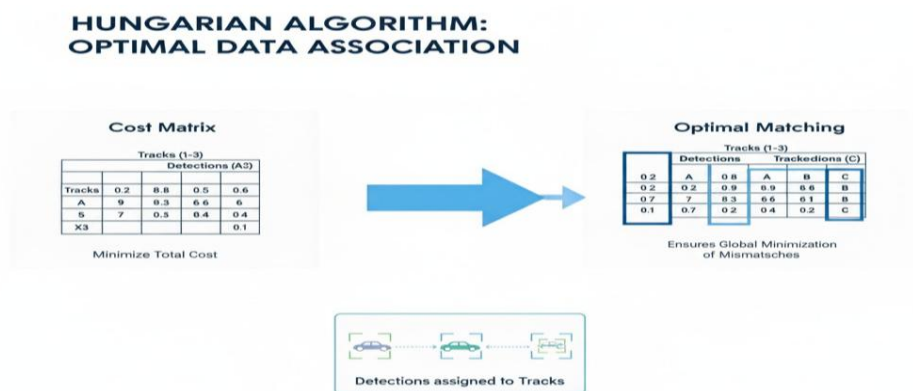 HUNGARIAN ALGORITHM:
OPTIMAL DATA ASSOCIATION
Cost Matrix
Tracks (1-3)
Detections (A3)
Tracks 0.2 8.8 0.5 0.6
A 9 0.3 6 6 6
5 7 0.5 0.4 0 4
X3 0.1
Minimize Total Cost
Optimal Matching
Tracks (1-3)
Detections Trackedions (C)
0 2 A 0 8 A B C
0 2 0 2 0.9 0.9 6 6 B
0 7 7 8.3 6 6 6 1 B
0.1 0.7 0 2 0 4 0.2 C
Ensures Global Minimization
of Mismatsches
Detections assigned to Tracks